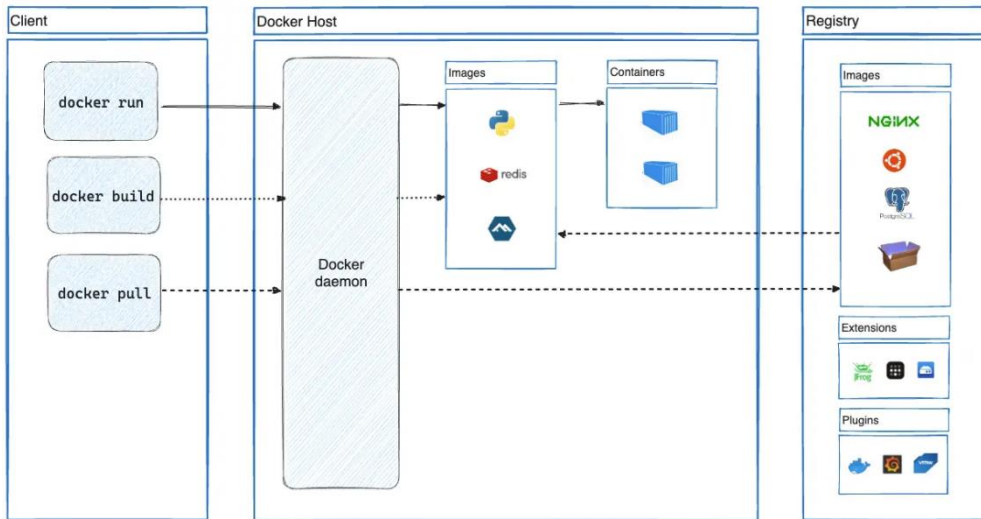 Client
docker run
docker build
docker pull
Docker Host
Docker
daemon
Images
redis
Containers
Registry
Images
NGINX
PostgreSQL
Extensions
jFrog
Plugins